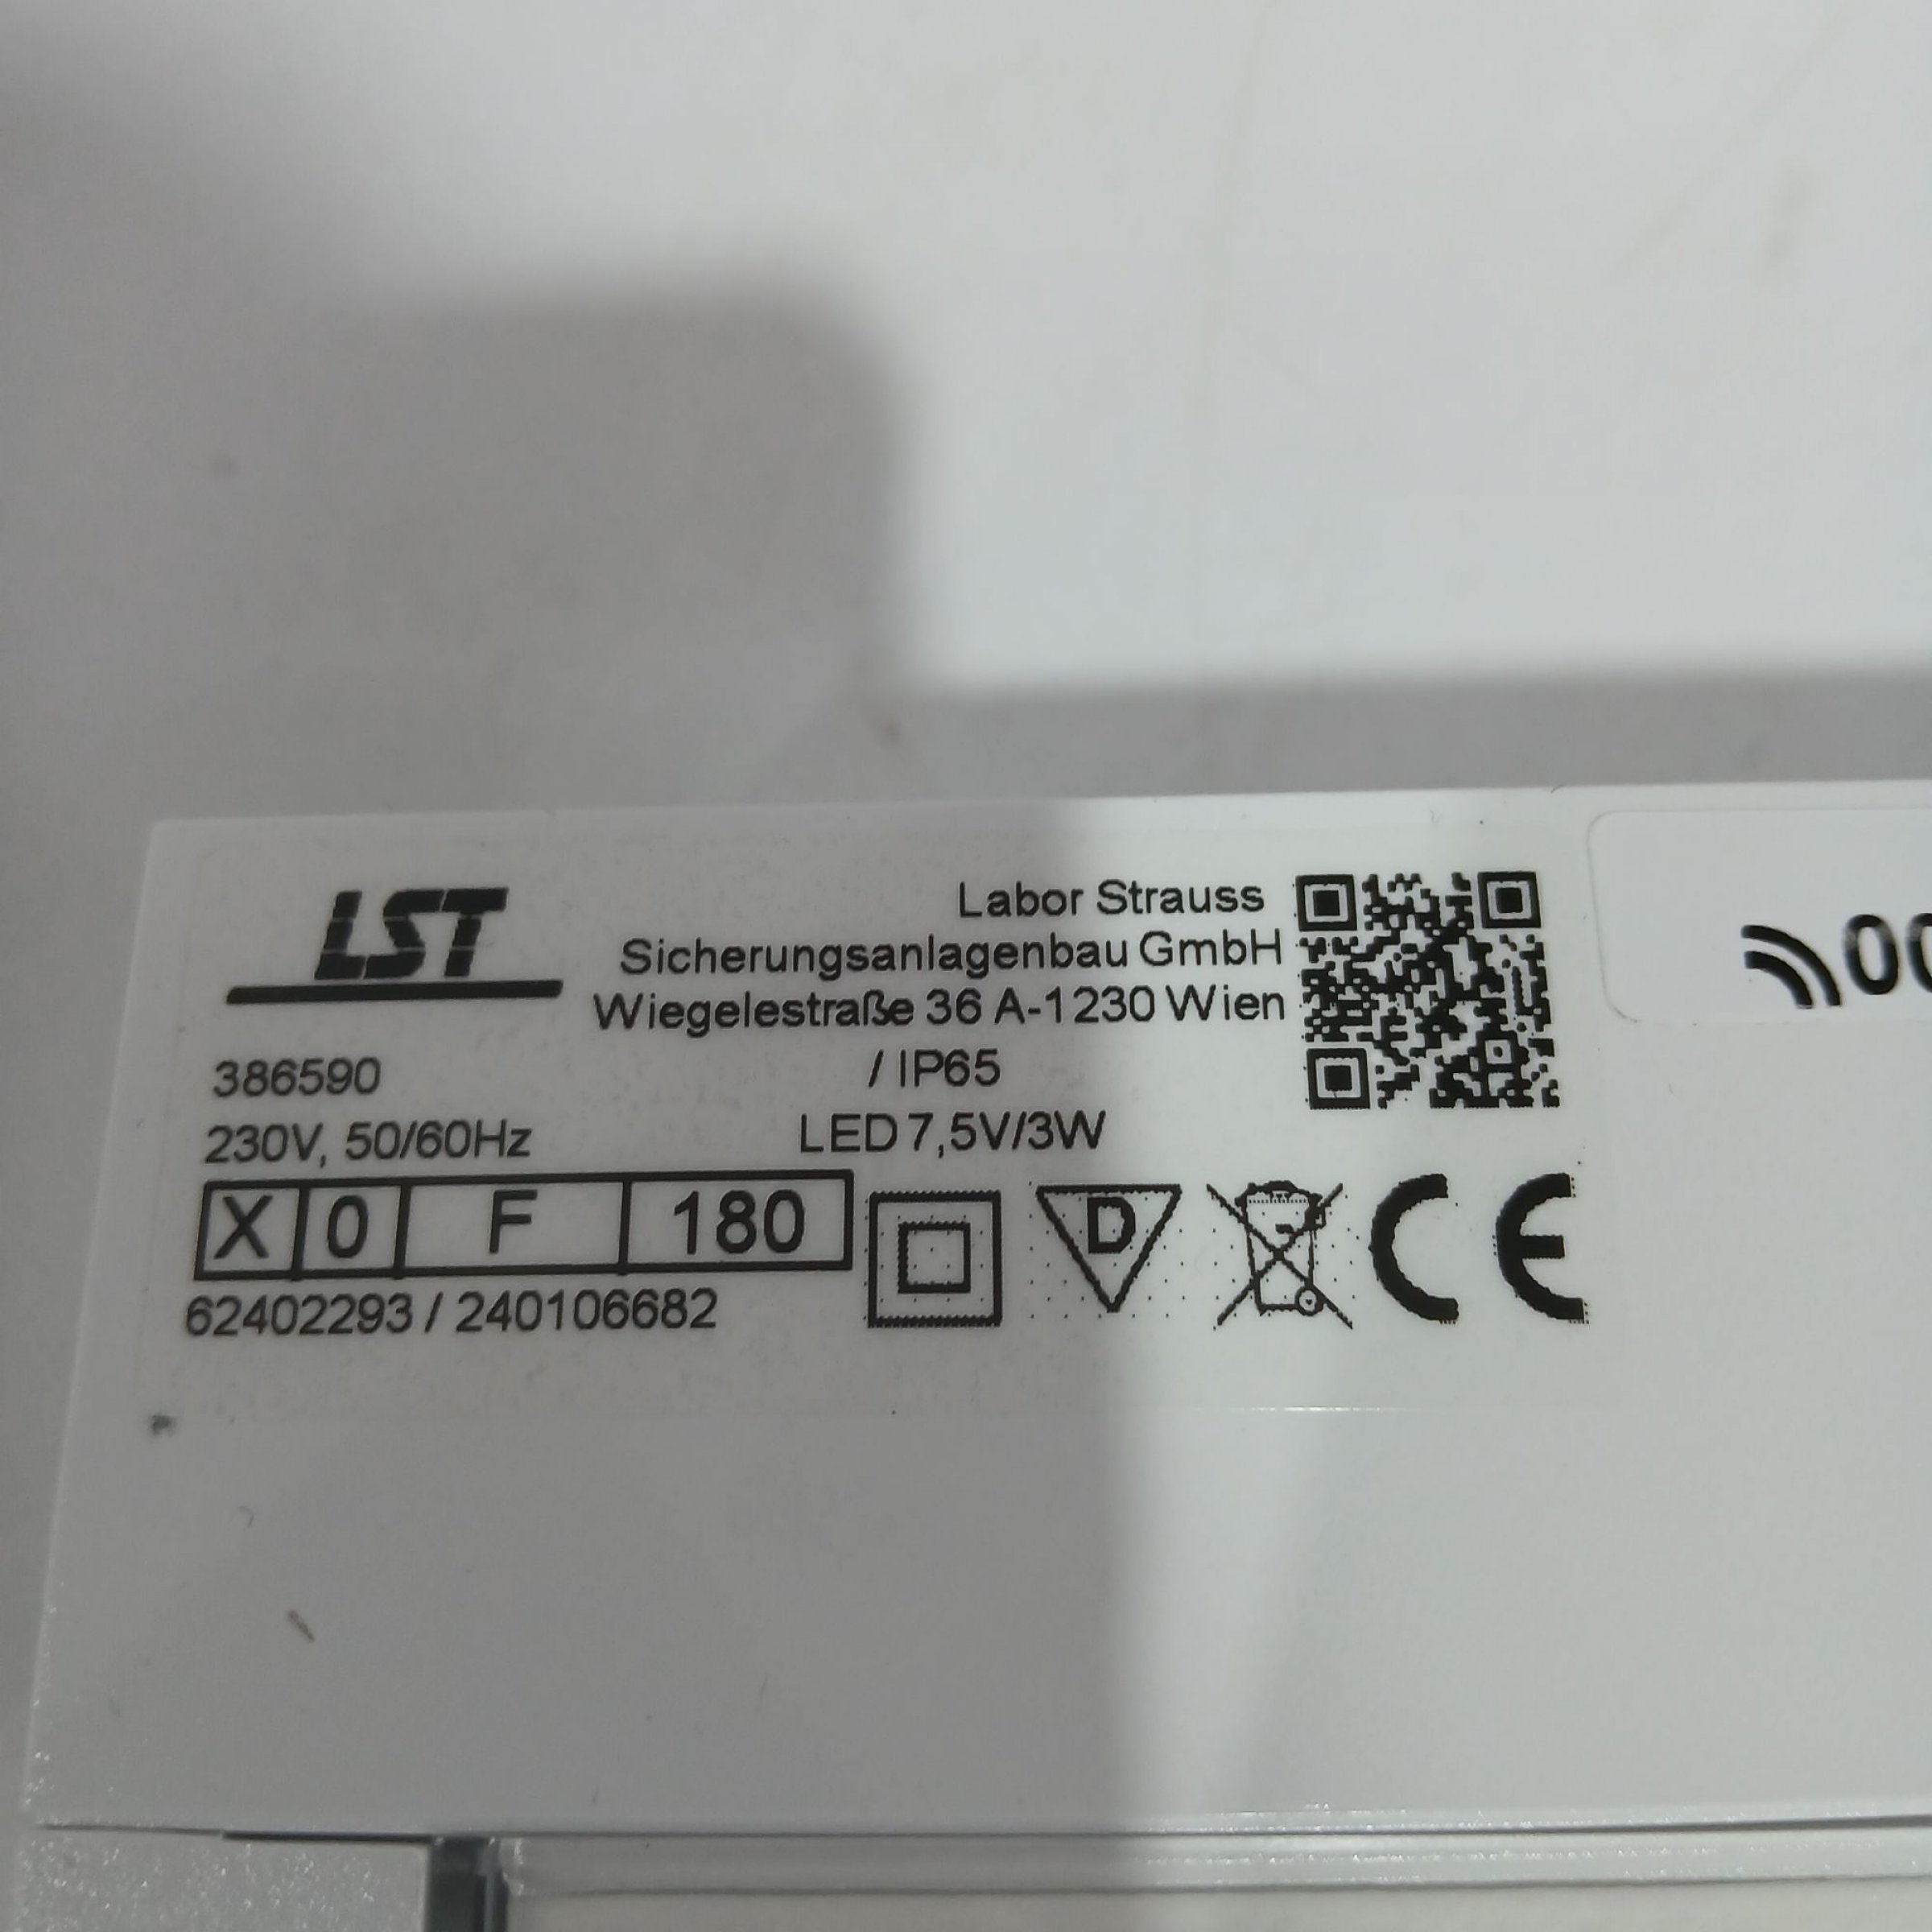 LST
Labor Strauss
Sicherungsanlagenbau GmbH
Wiegelestraße 36 A-1230 Wien
386590 / IP65
230V, 50/60Hz LED 7,5V/3W
X 0 F 180
D
CE
62402293 / 240106682